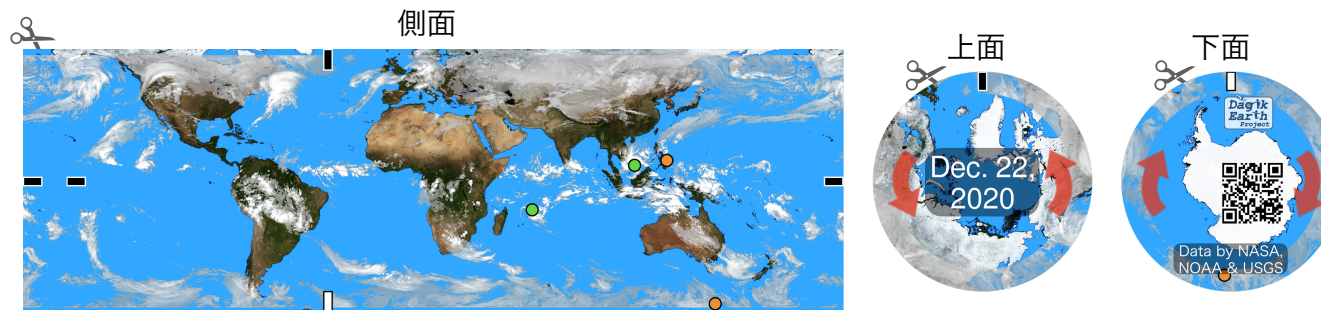 側面
上面
下面
Dec. 22,
2020
Dagik
Earth
Project
Data by NASA,
NOAA & USGS